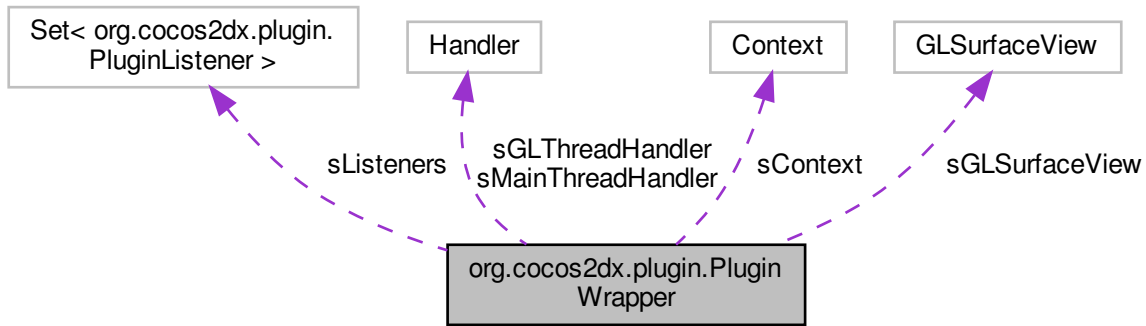 Set< org.cocos2dx.plugin.
PluginListener >
Handler
Context
GLSurfaceView
sListeners
sGLThreadHandler
sMainThreadHandler
sContext
sGLSurfaceView
org.cocos2dx.plugin.Plugin
Wrapper